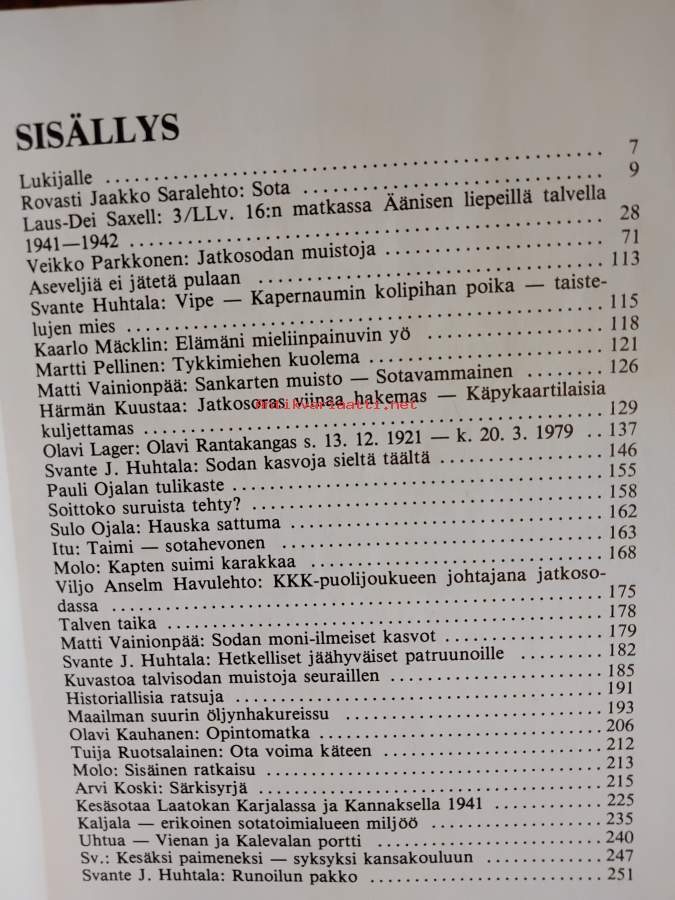 SISÄLLYS
Lukijalle ........ 7
Rovasti Jaakko Saralehto: Sota ........ 9
Laus-Dei Saxell: 3/LLv. 16:n matkassa Äänisen liepeillä talvella
1941—1942 ........ 28
Veikko Parkkonen: Jatkosodan muistoja ........ 71
Aseveljiä ei jätetä pulaan ........ 113
Svante Huhtala: Vipe — Kapernaumin kolipihan poika — taiste-
lujen mies ........ 115
Kaarlo Mäcklin: Elämäni mieliinpainuvin yö ........ 118
Martti Pellinen: Tykkimiehen kuolema ........ 121
Matti Vainionpää: Sankarten muisto — Sotavammainen ........ 126
Härmän Kuustaa: Jatkosoras viinaa hakemas — Käpykaartilaisia
kuljettamas ........ 129
antikvariaatti.net
Olavi Lager: Olavi Rantakangas s. 13. 12. 1921 — k. 20. 3. 1979 .. 137
Svante J. Huhtala: Sodan kasvoja sieltä täältä ........ 146
Pauli Ojalan tulikaste ........ 155
Soittoko suruista tehty? ........ 158
Sulo Ojala: Hauska sattuma ........ 162
Itu: Taimi — sotahevonen ........ 163
Molo: Kapten suimi karakkaa ........ 168
Viljo Anselm Havulehto: KKK-puolijoukueen johtajana jatkoso-
dassa ........ 175
Talven taika ........ 178
Matti Vainionpää: Sodan moni-ilmeiset kasvot ........ 179
Svante J. Huhtala: Hetkelliset jäähyväiset patruunoille ........ 182
Kuvastoa talvisodan muistoja seuraillen ........ 185
Historiallisia ratsuja ........ 191
Maailman suurin öljynhakureissu ........ 193
Olavi Kauhanen: Opintomatka ........ 206
Tuija Ruotsalainen: Ota voima käteen ........ 212
Molo: Sisäinen ratkaisu ........ 213
Arvi Koski: Särkisyrjä ........ 215
Kesäsotaa Laatokan Karjalassa ja Kannaksella 1941 ........ 225
Kaljala — erikoinen sotatoimialueen miljöö ........ 235
Uhtua — Vienan ja Kalevalan portti ........ 240
Sv.: Kesäksi paimeneksi — syksyksi kansakouluun ........ 247
Svante J. Huhtala: Runoilun pakko ........ 251